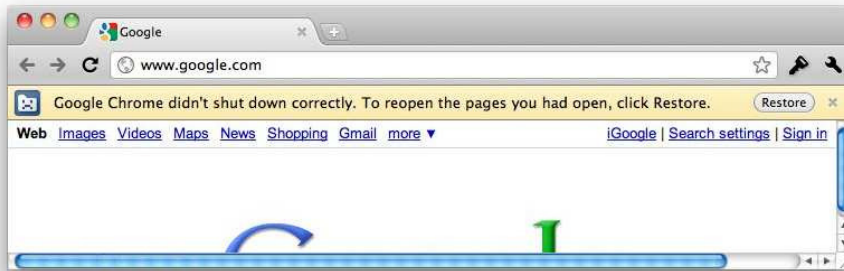 Google
www.google.com
Google Chrome didn't shut down correctly. To reopen the pages you had open, click Restore. Restore
Web Images Videos Maps News Shopping Gmail more ▼ iGoogle | Search settings | Sign in